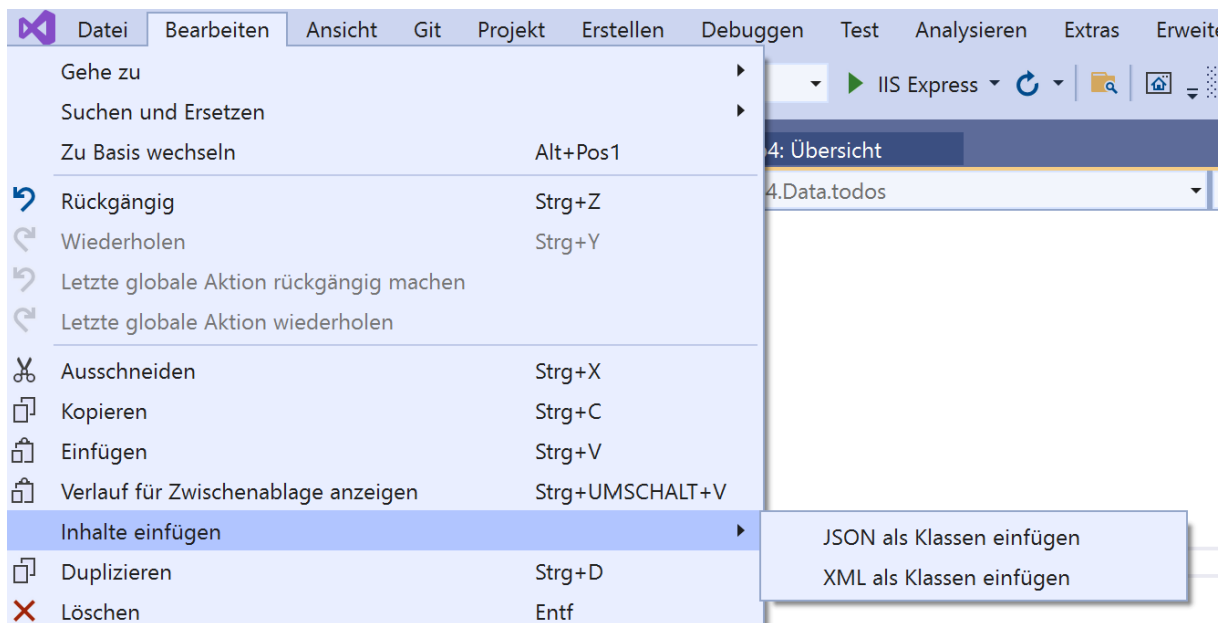 Datei Bearbeiten Ansicht Git Projekt Erstellen Debuggen Test Analysieren Extras Erweite
Gehe zu
IIS Express
Suchen und Ersetzen
Zu Basis wechseln Alt+Pos1
4: Übersicht
Rückgängig Strg+Z
4.Data.todos
Wiederholen Strg+Y
Letzte globale Aktion rückgängig machen
Letzte globale Aktion wiederholen
Ausschneiden Strg+X
Kopieren Strg+C
Einfügen Strg+V
Verlauf für Zwischenablage anzeigen Strg+UMSCHALT+V
Inhalte einfügen
JSON als Klassen einfügen
Duplizieren Strg+D
XML als Klassen einfügen
Löschen Entf